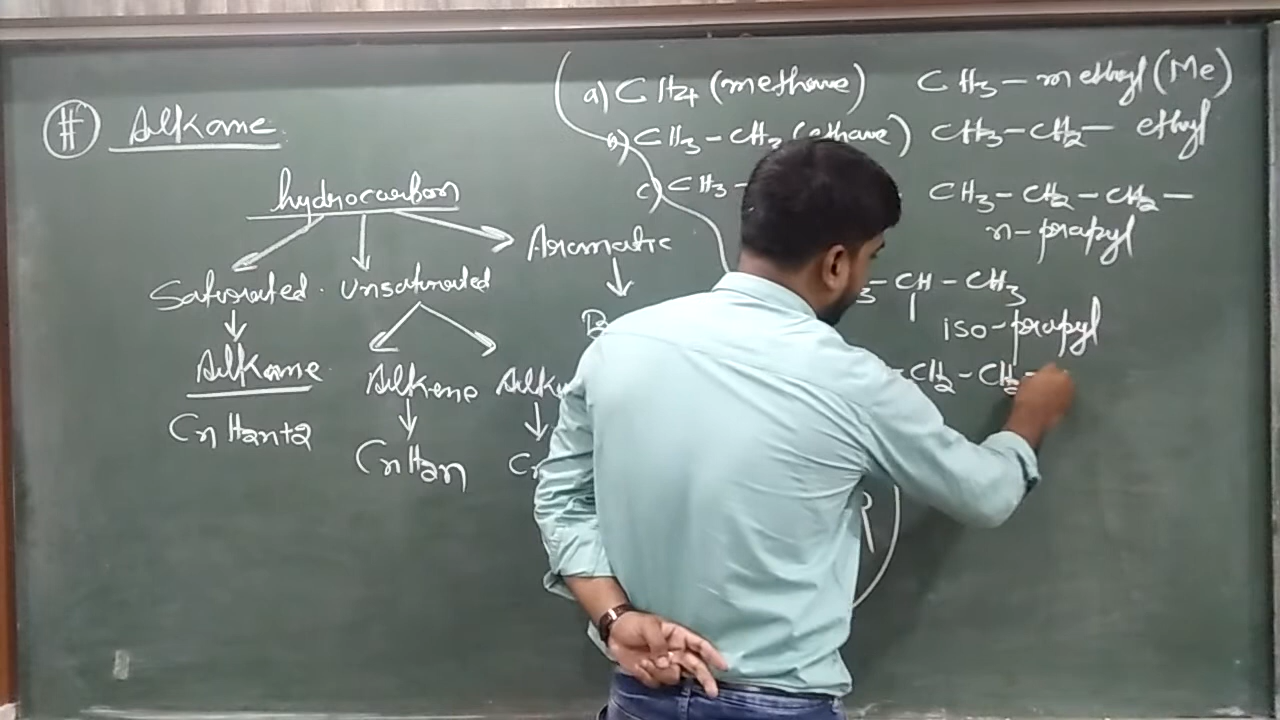 # Alkane
hydrocarbon
Saturated. Unsaturated Aromatic
Alkane Alkene
CnH2n+2 CnH2n
a) CH4 (methane) CH3 - methyl (Me)
b) CH3 - CH3 (ethane) CH3 - CH2 - ethyl
c) CH3 - CH3 - CH2 - CH2 -
n - propyl
- CH - CH3
iso - propyl
- CH2 - CH2 -
R